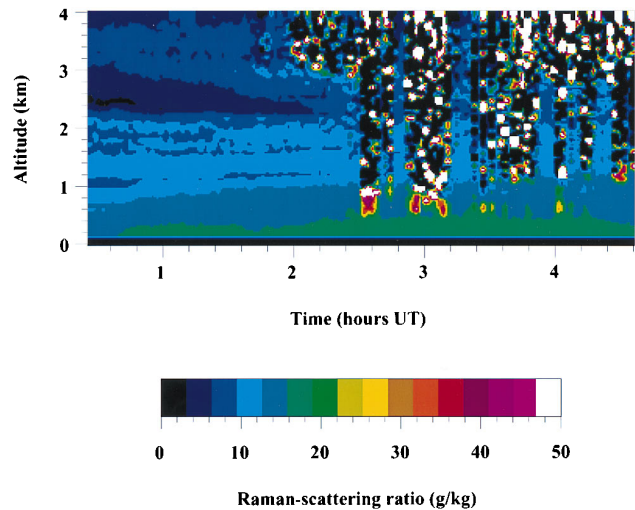 4
3
2
1
0
Altitude (km)
1 2 3 4
Time (hours UT)
0 10 20 30 40 50
Raman-scattering ratio (g/kg)